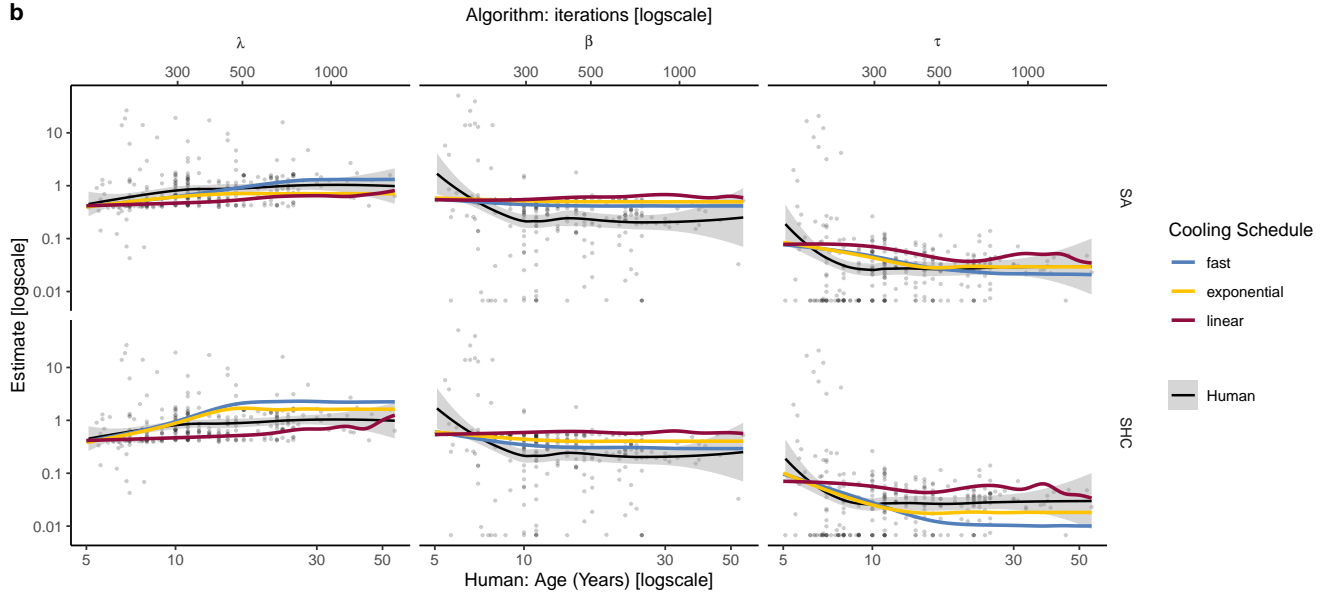 b
Algorithm: iterations [logscale]
λ β τ
300 500 1000 300 500 1000 300 500 1000
Estimate [logscale]
10
1
0.1
0.01
SA
10
1
0.1
0.01
SHC
5 10 30 50 5 10 30 50 5 10 30 50
Human: Age (Years) [logscale]
Cooling Schedule
fast
exponential
linear
Human